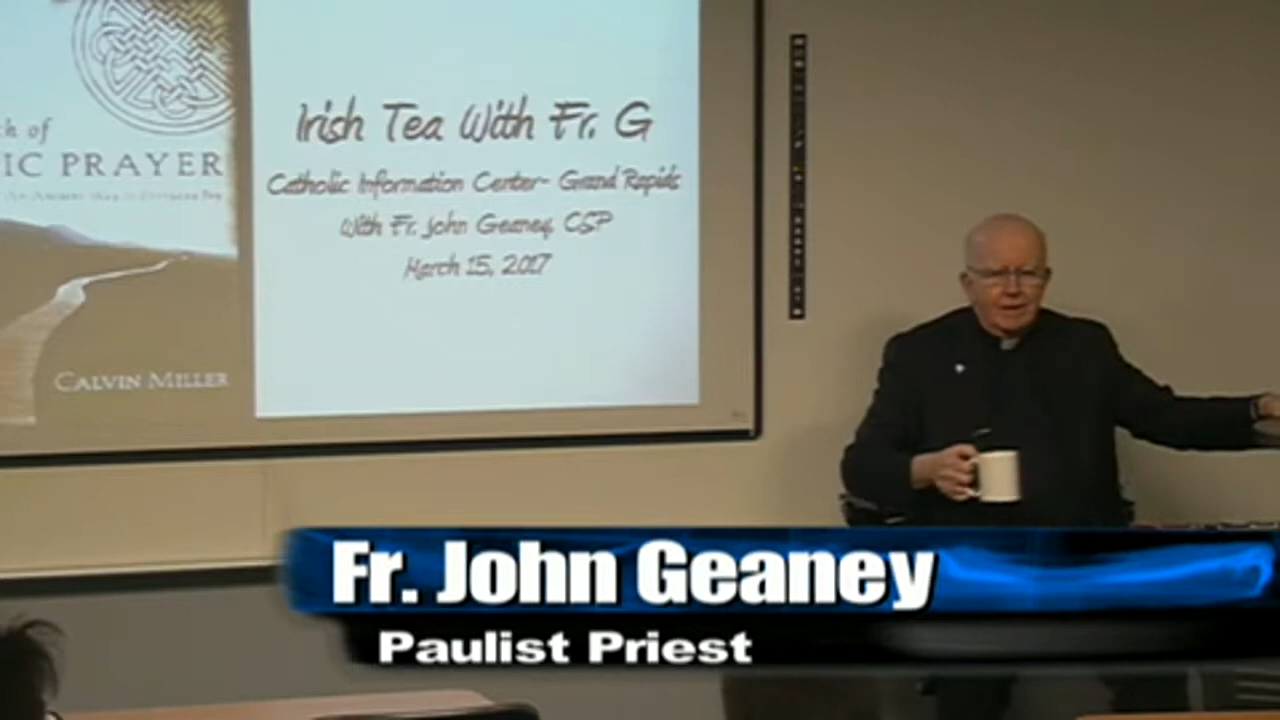 h of
IC PRAYER
CALVIN MILLER
Irish Tea With Fr. G
Catholic Information Center- Grand Rapids
With Fr. John Geaney, CSP
March 15, 2017
Fr. John Geaney
Paulist Priest